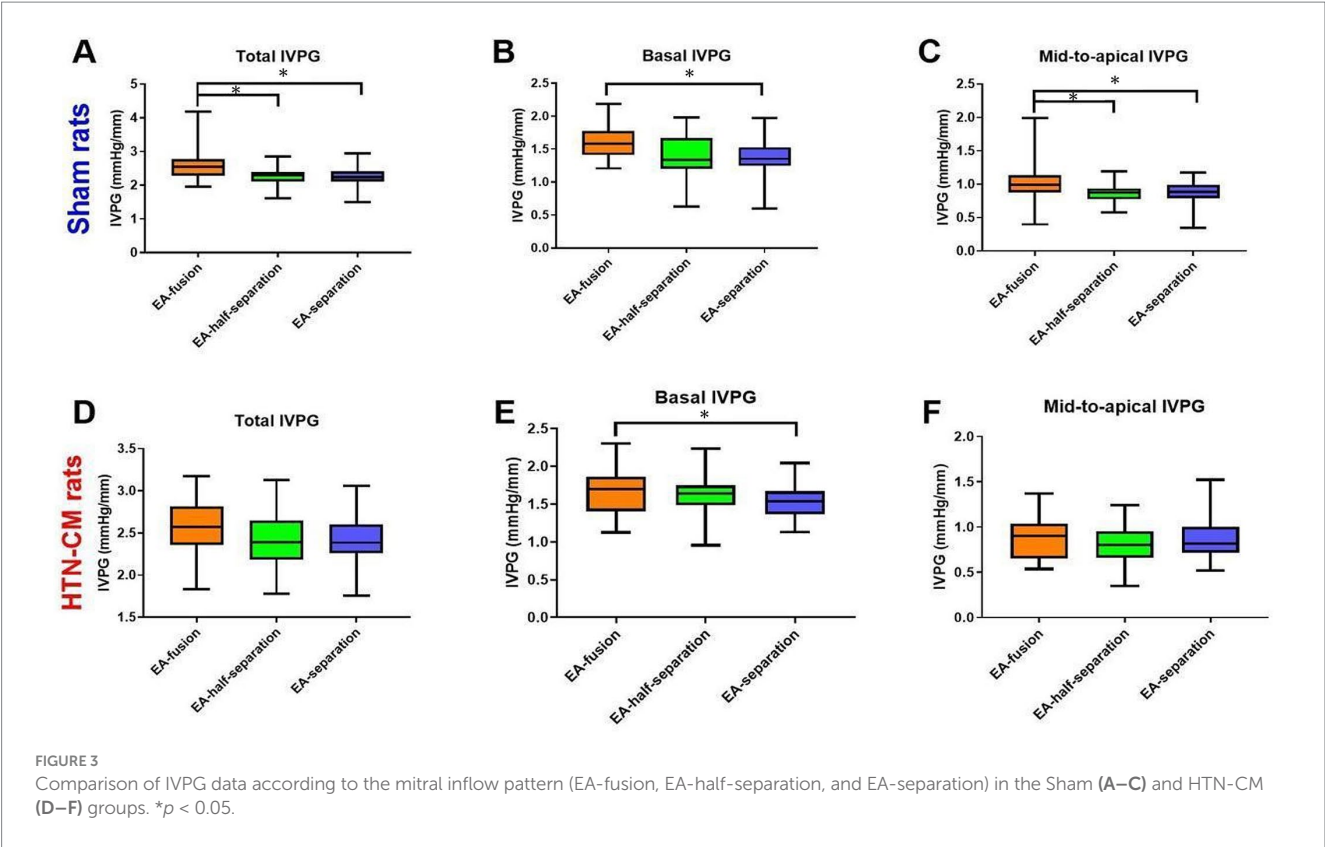 A
Total IVPG
*
*
Sham rats
IVPG (mmHg/mm)
5
4
3
2
1
0
EA-fusion
EA-half-separation
EA-separation
B
Basal IVPG
*
IVPG (mmHg/mm)
2.5
2.0
1.5
1.0
0.5
0.0
EA-fusion
EA-half-separation
EA-separation
C
Mid-to-apical IVPG
*
*
IVPG (mmHg/mm)
2.5
2.0
1.5
1.0
0.5
0.0
EA-fusion
EA-half-separation
EA-separation
D
Total IVPG
HTN-CM rats
IVPG (mmHg/mm)
3.5
3.0
2.5
2.0
1.5
EA-fusion
EA-half-separation
EA-separation
E
Basal IVPG
*
IVPG (mmHg/mm)
2.5
2.0
1.5
1.0
0.5
0.0
EA-fusion
EA-half-separation
EA-separation
F
Mid-to-apical IVPG
IVPG (mmHg/mm)
2.0
1.5
1.0
0.5
0.0
EA-fusion
EA-half-separation
EA-separation
FIGURE 3
Comparison of IVPG data according to the mitral inflow pattern (EA-fusion, EA-half-separation, and EA-separation) in the Sham (A–C) and HTN-CM
(D–F) groups. *p < 0.05.